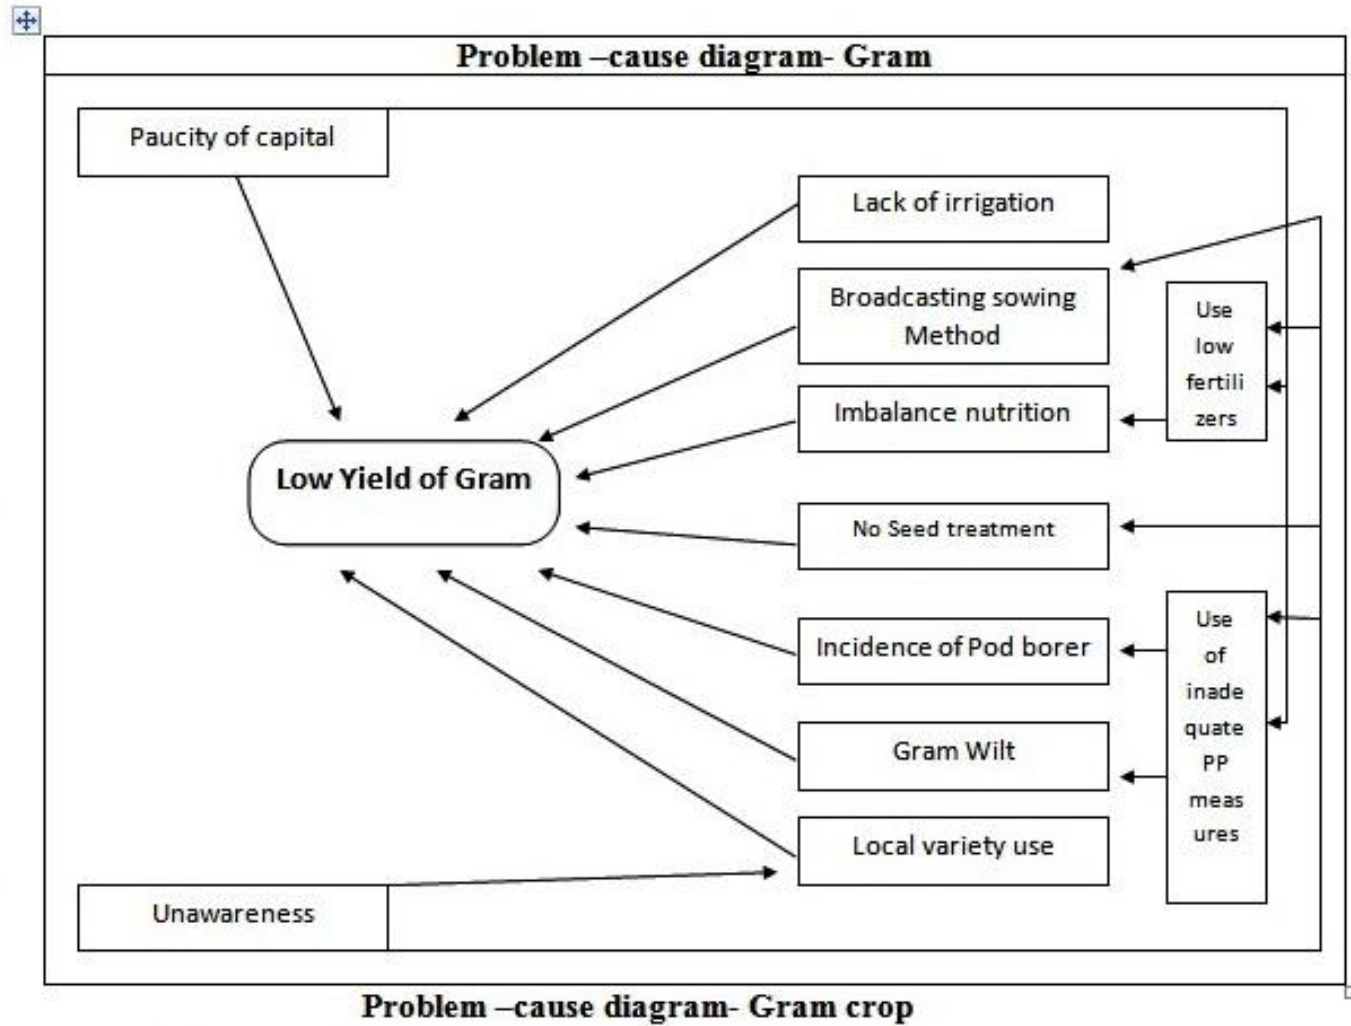 Problem –cause diagram- Gram
Paucity of capital
Lack of irrigation
Broadcasting sowing
Method
Use
low
fertili
zers
Imbalance nutrition
Low Yield of Gram
No Seed treatment
Incidence of Pod borer
Use
of
inade
quate
PP
meas
ures
Gram Wilt
Local variety use
Unawareness
Problem –cause diagram- Gram crop